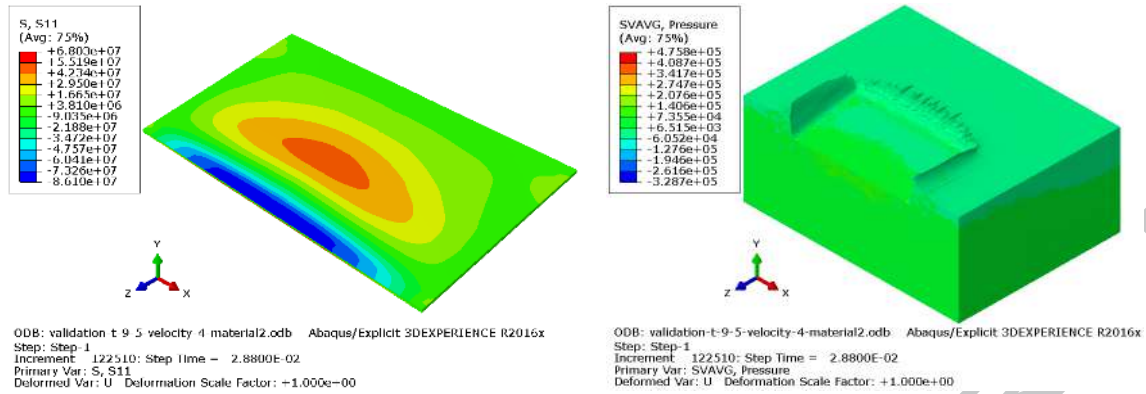 S, S11
(Avg: 75%)
+6.803e+07
+5.519e+07
+4.234e+07
+2.950e+07
+1.665e+07
+3.810e+06
-9.035e+06
-2.188e+07
-3.472e+07
-4.757e+07
-6.041e+07
-7.326e+07
-8.610e+07
Y
Z
X
ODB: validation-t-9-5-velocity-4-material2.odb Abaqus/Explicit 3DEXPERIENCE R2016x
Step: Step-1
Increment 122510: Step Time = 2.8800E-02
Primary Var: S, S11
Deformed Var: U Deformation Scale Factor: +1.000e+00
SVAVG, Pressure
(Avg: 75%)
+4.758e+05
+4.087e+05
+3.417e+05
+2.747e+05
+2.076e+05
+1.406e+05
+7.355e+04
+6.515e+03
-6.052e+04
-1.276e+05
-1.946e+05
-2.616e+05
-3.287e+05
Y
Z
X
ODB: validation-t-9-5-velocity-4-material2.odb Abaqus/Explicit 3DEXPERIENCE R2016x
Step: Step-1
Increment 122510: Step Time = 2.8800E-02
Primary Var: SVAVG, Pressure
Deformed Var: U Deformation Scale Factor: +1.000e+00